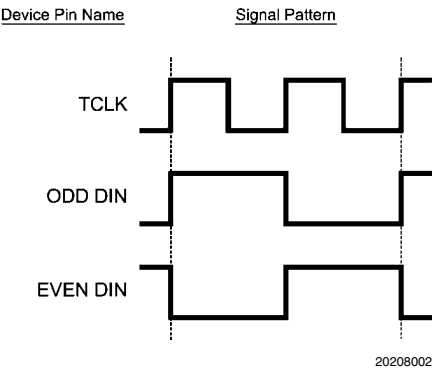 Device Pin Name Signal Pattern
TCLK
ODD DIN
EVEN DIN
20208002